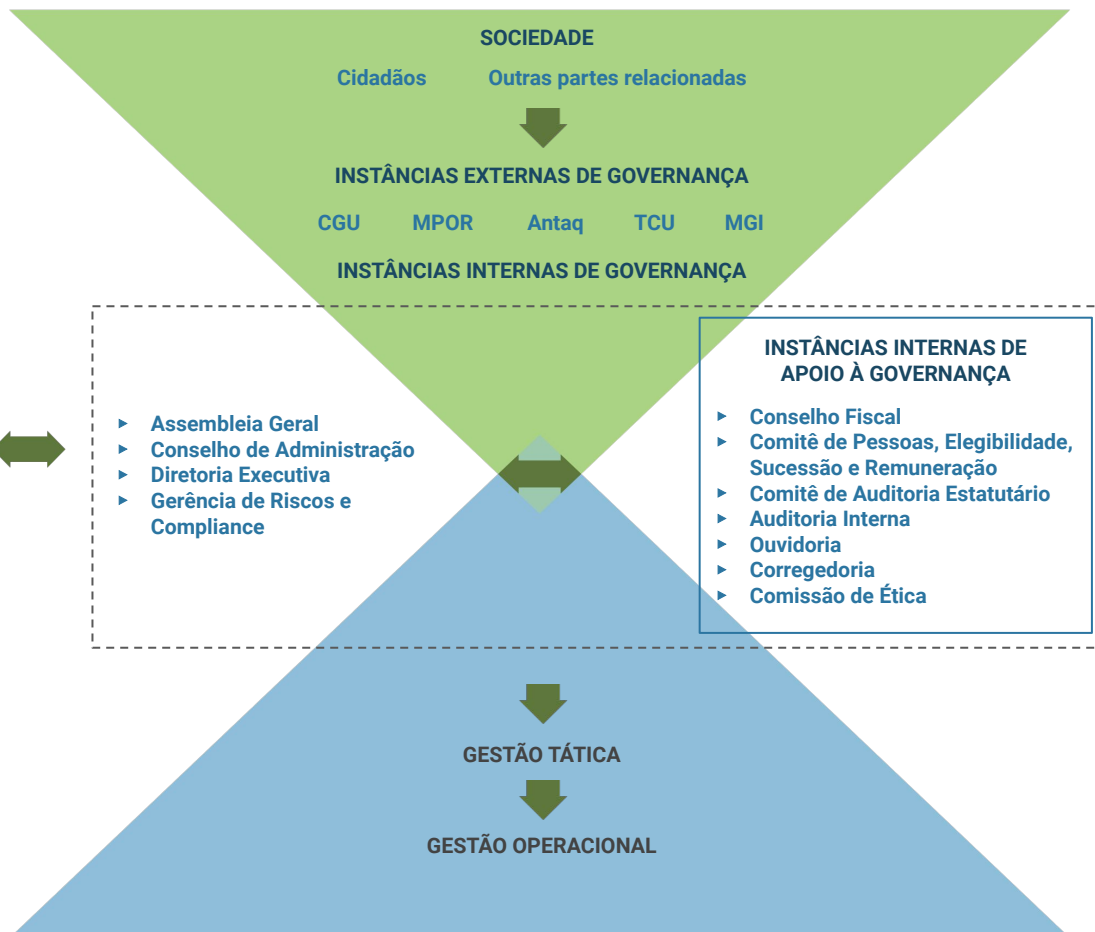 SOCIEDADE
Cidadãos Outras partes relacionadas
INSTÂNCIAS EXTERNAS DE GOVERNANÇA
CGU MPOR Antaq TCU MGI
INSTÂNCIAS INTERNAS DE GOVERNANÇA
► Assembleia Geral
► Conselho de Administração
► Diretoria Executiva
► Gerência de Riscos e
Compliance
INSTÂNCIAS INTERNAS DE
APOIO À GOVERNANÇA
► Conselho Fiscal
► Comitê de Pessoas, Elegibilidade,
Sucessão e Remuneração
► Comitê de Auditoria Estatutário
► Auditoria Interna
► Ouvidoria
► Corregedoria
► Comissão de Ética
GESTÃO TÁTICA
GESTÃO OPERACIONAL